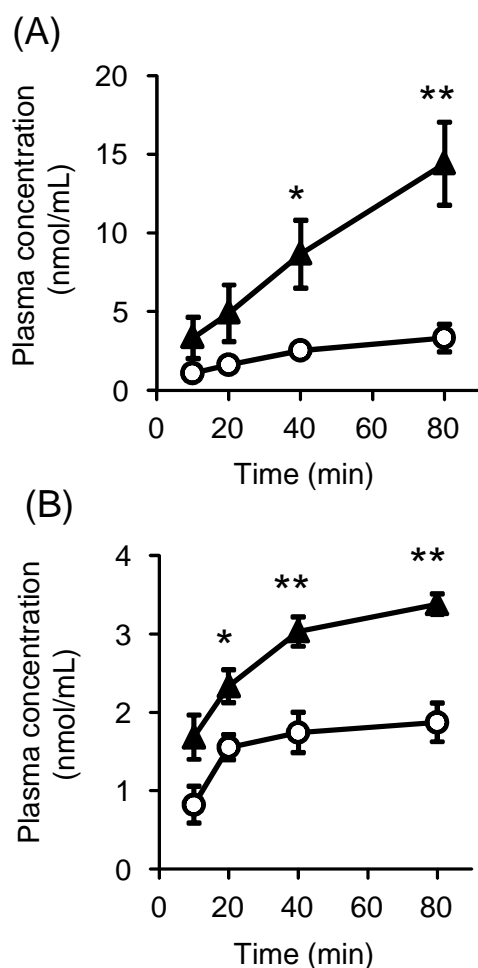 (A)
Plasma concentration
(nmol/mL)
20
15
10
5
0
*
**
0 20 40 60 80
Time (min)
(B)
Plasma concentration
(nmol/mL)
4
3
2
1
0
*
**
**
0 20 40 60 80
Time (min)